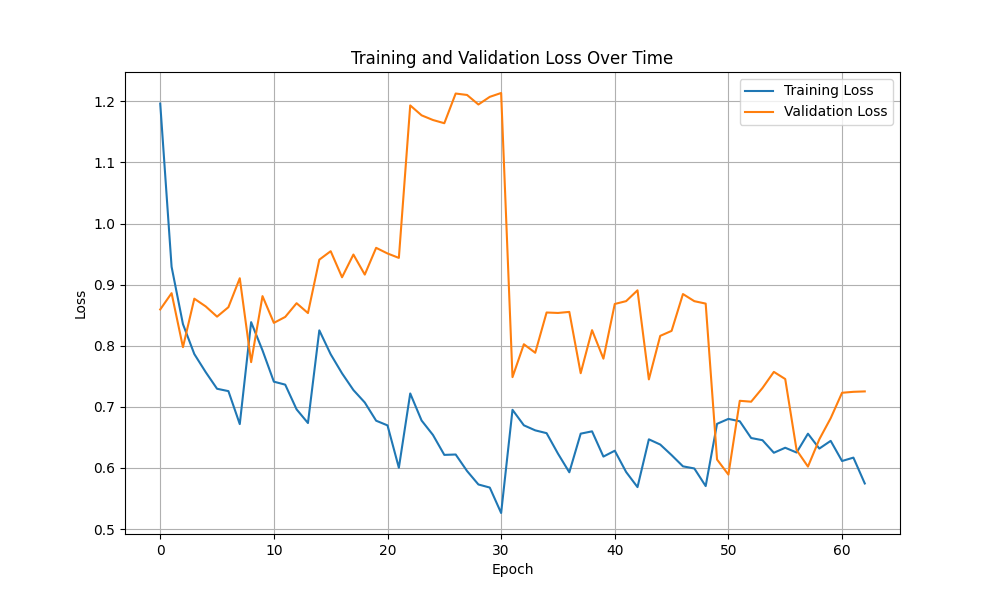 Training and Validation Loss Over Time
Training Loss
Validation Loss
1.2
1.1
1.0
0.9
0.8
0.7
0.6
0.5
Loss
0 10 20 30 40 50 60
Epoch